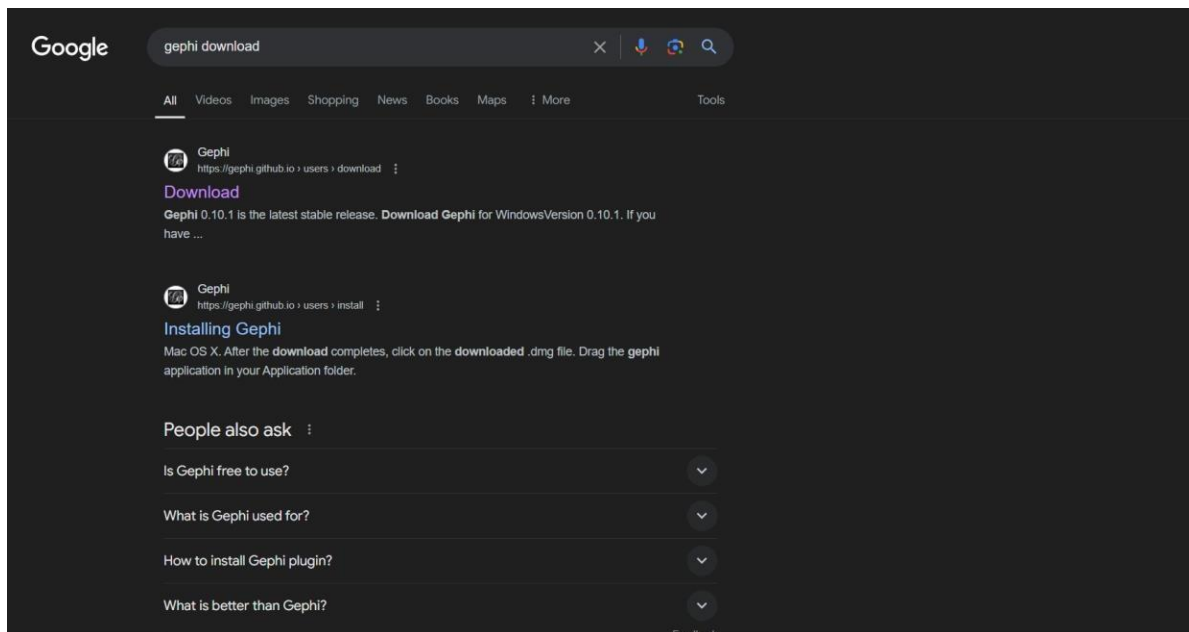 Google
gephi download
All Videos Images Shopping News Books Maps More Tools
Gephi
https://gephi.github.io › users › download
Download
Gephi 0.10.1 is the latest stable release. Download Gephi for WindowsVersion 0.10.1. If you
have ...
Gephi
https://gephi.github.io › users › install
Installing Gephi
Mac OS X. After the download completes, click on the downloaded .dmg file. Drag the gephi
application in your Application folder.
People also ask
Is Gephi free to use?
What is Gephi used for?
How to install Gephi plugin?
What is better than Gephi?